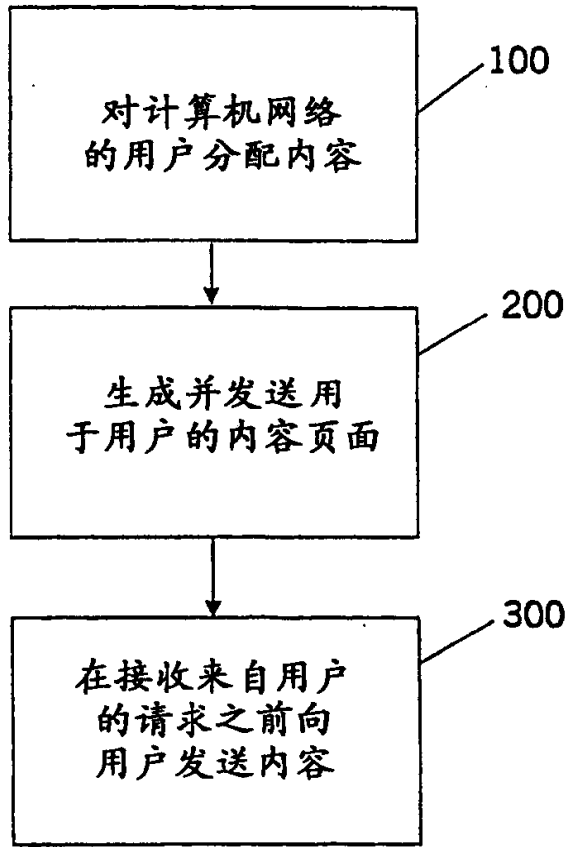 100
对计算机网络
的用户分配内容
200
生成并发送用
于用户的内容页面
300
在接收来自用户
的请求之前向
用户发送内容